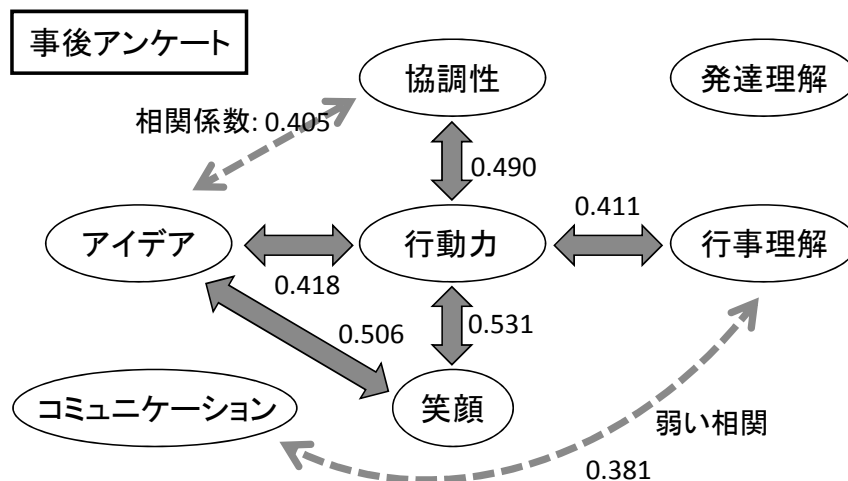 事後アンケート
協調性
発達理解
相関係数: 0.405
0.490
0.411
アイデア
行動力
行事理解
0.418
0.506
0.531
コミュニケーション
笑顔
弱い相関
0.381